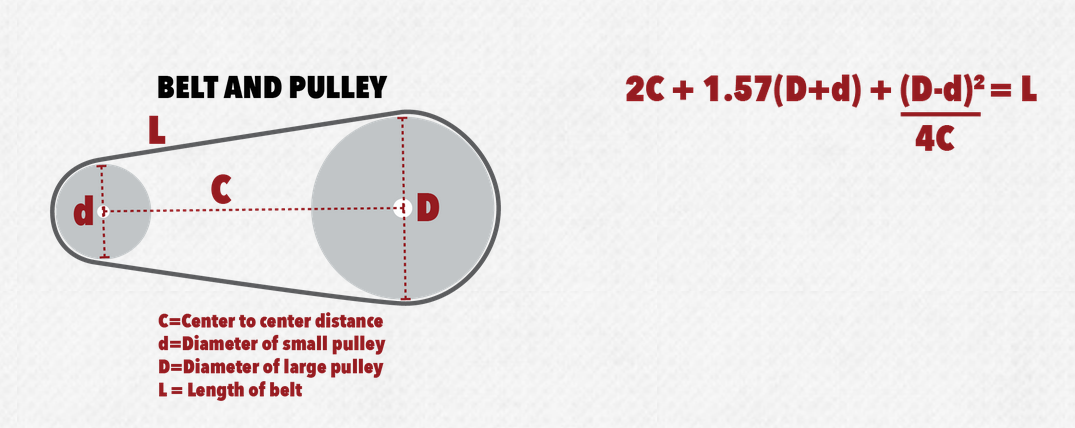 BELT AND PULLEY
2C + 1.57(D+d) + (D-d)² = L
4C
L
C
d
D
C=Center to center distance
d=Diameter of small pulley
D=Diameter of large pulley
L = Length of belt